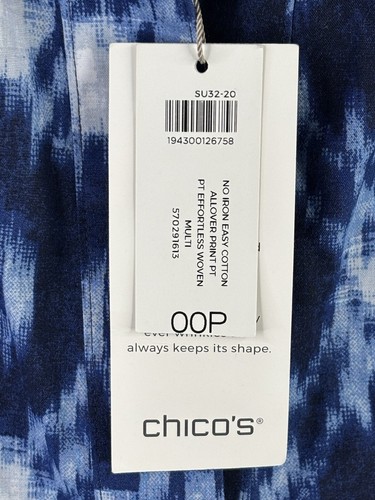 SU32-20
194300126758
NO IRON EASY COTTON
ALLOVER PRINT PT
PT EFFORTLESS WOVEN
MULTI
570291613
OOP
always keeps its shape.
chico's®